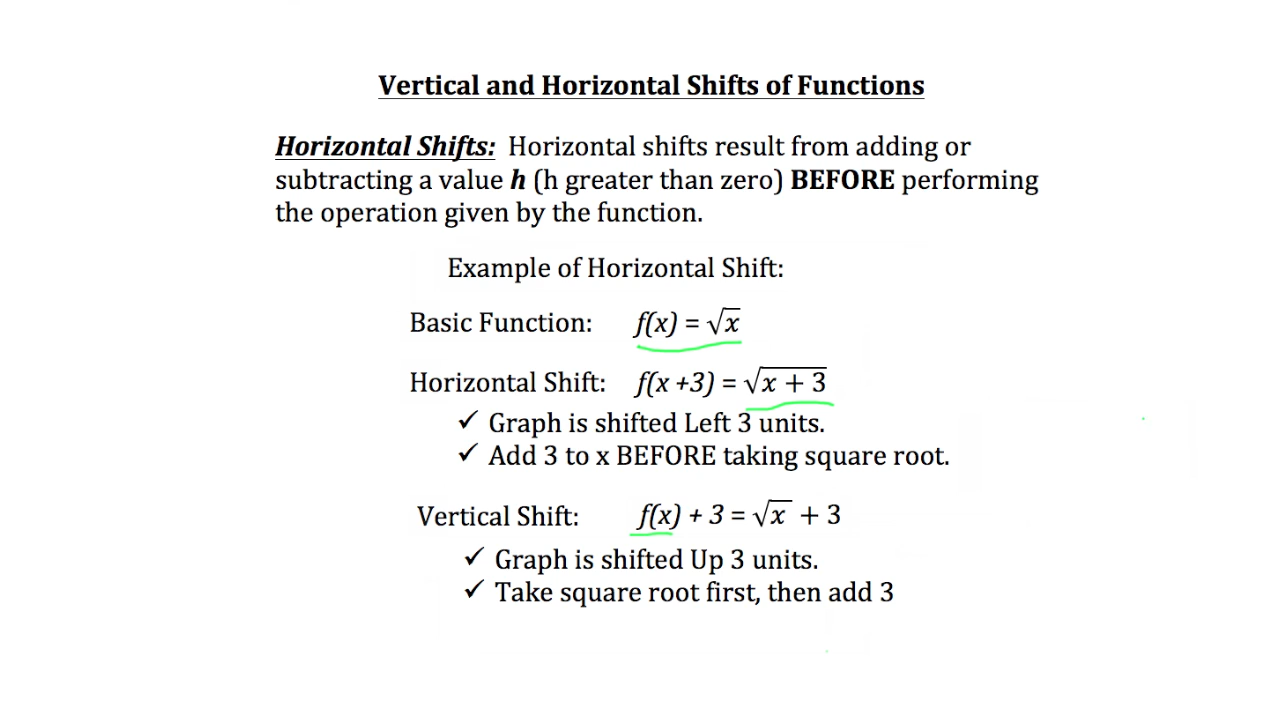 Vertical and Horizontal Shifts of Functions
Horizontal Shifts: Horizontal shifts result from adding or
subtracting a value h (h greater than zero) BEFORE performing
the operation given by the function.
Example of Horizontal Shift:
Basic Function: f(x) = √x
Horizontal Shift: f(x +3) = √x + 3
✓ Graph is shifted Left 3 units.
✓ Add 3 to x BEFORE taking square root.
Vertical Shift: f(x) + 3 = √x + 3
✓ Graph is shifted Up 3 units.
✓ Take square root first, then add 3